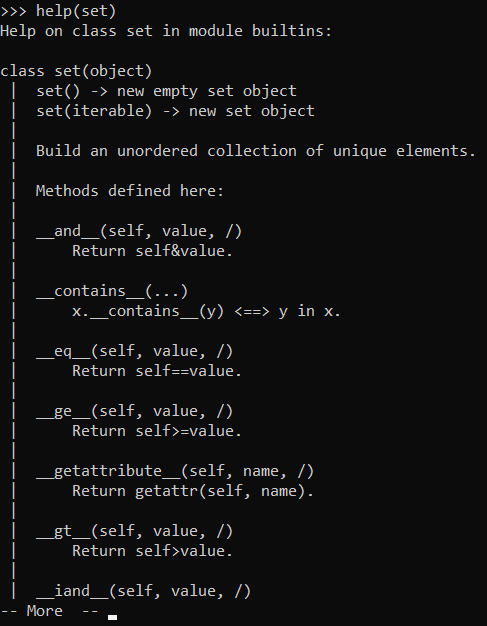 >>> help(set)
Help on class set in module builtins:

class set(object)
 |  set() -> new empty set object
 |  set(iterable) -> new set object
 |
 |  Build an unordered collection of unique elements.
 |
 |  Methods defined here:
 |
 |  __and__(self, value, /)
 |      Return self&value.
 |
 |  __contains__(...)
 |      x.__contains__(y) <==> y in x.
 |
 |  __eq__(self, value, /)
 |      Return self==value.
 |
 |  __ge__(self, value, /)
 |      Return self>=value.
 |
 |  __getattribute__(self, name, /)
 |      Return getattr(self, name).
 |
 |  __gt__(self, value, /)
 |      Return self>value.
 |
 |  __iand__(self, value, /)
-- More  --